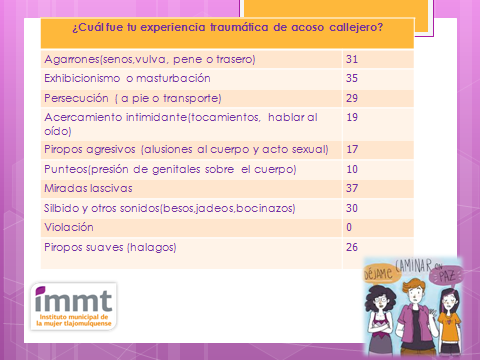 ¿Cuál fue tu experiencia traumática de acoso callejero?
Agarrones(senos,vulva, pene o trasero) 31
Exhibicionismo o masturbación 35
Persecución ( a pie o transporte) 29
Acercamiento intimidante(tocamientos, hablar al 19
oído)
Piropos agresivos (alusiones al cuerpo y acto sexual) 17
Punteos(presión de genitales sobre el cuerpo) 10
Miradas lascivas 37
Silbido y otros sonidos(besos,jadeos,bocinazos) 30
Violación 0
Piropos suaves (halagos) 26
DÉJAME CAMINAR EN PAZ
immt
Instituto municipal de
la mujer tlajomulquense